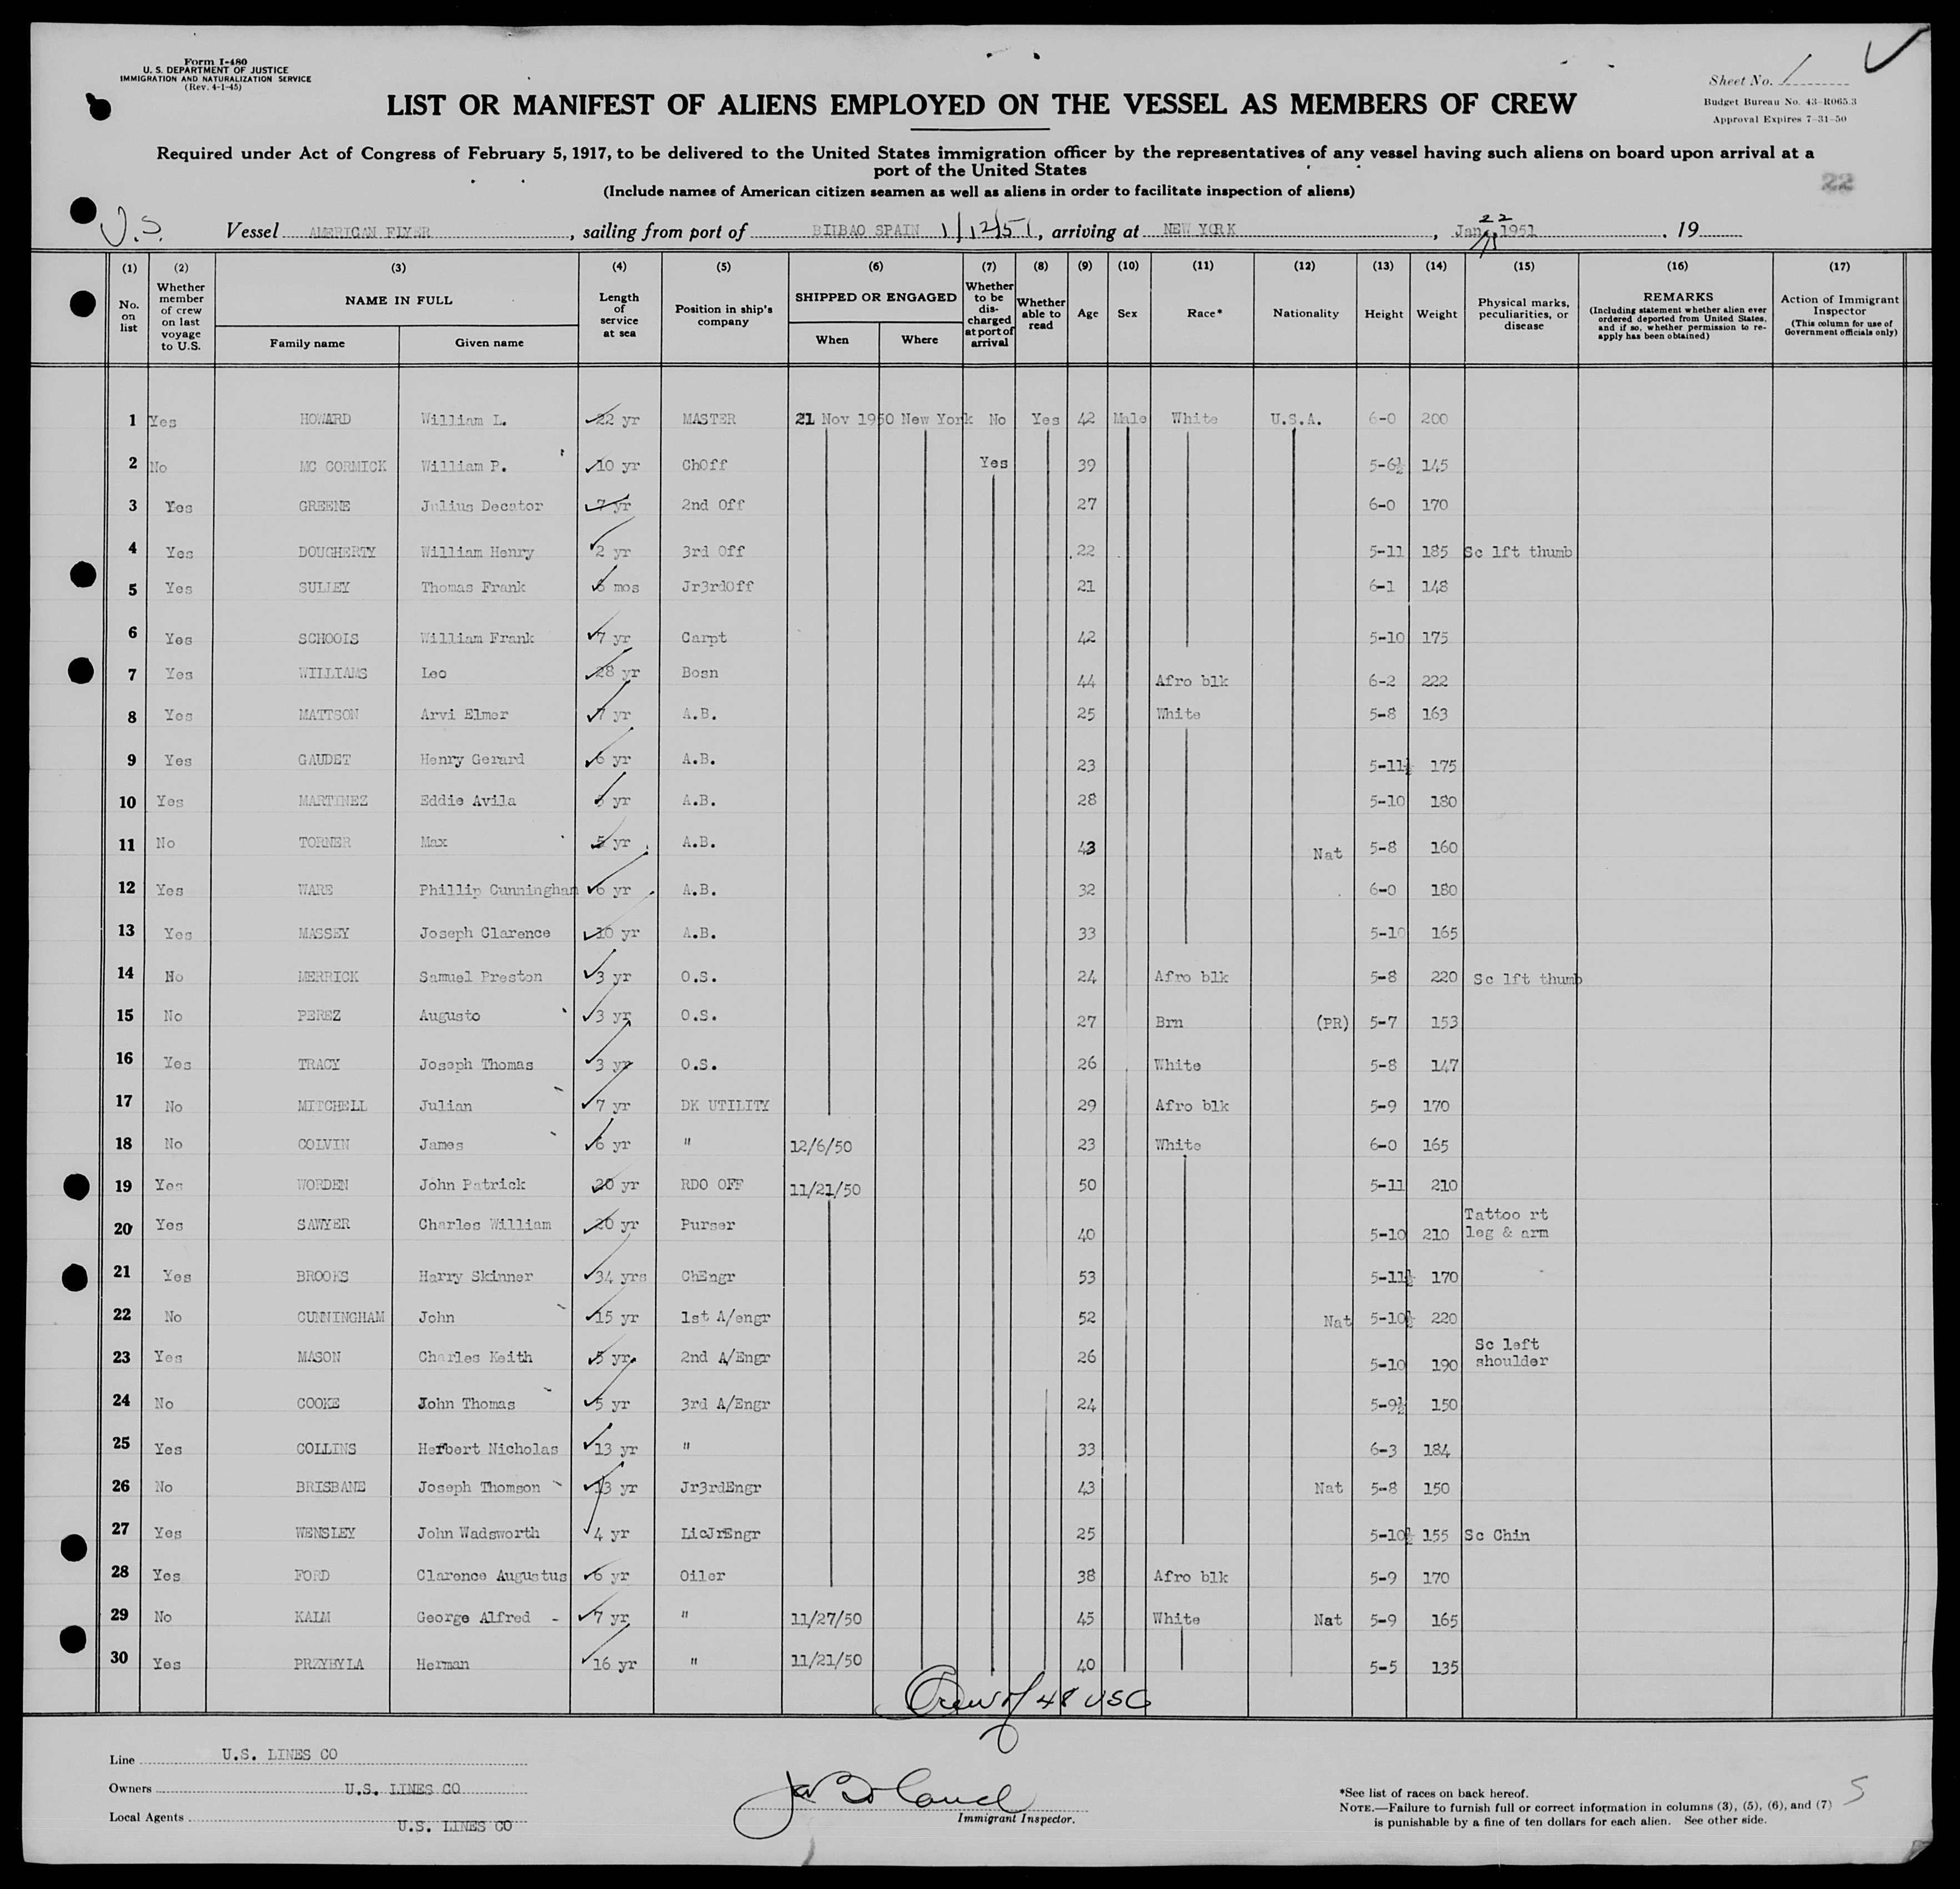 Form I-480
U. S. DEPARTMENT OF JUSTICE
IMMIGRATION AND NATURALIZATION SERVICE
(Rev. 4-1-45)
Sheet No. 1
Budget Bureau No. 43-R065.3
Approval Expires 7-31-50
LIST OR MANIFEST OF ALIENS EMPLOYED ON THE VESSEL AS MEMBERS OF CREW
Required under Act of Congress of February 5, 1917, to be delivered to the United States immigration officer by the representatives of any vessel having such aliens on board upon arrival at a
port of the United States
(Include names of American citizen seamen as well as aliens in order to facilitate inspection of aliens)
22
U.S. Vessel AMERICAN FLYER, sailing from port of BILBAO SPAIN 1/12/51, arriving at NEW YORK, Jan 22 1951. 19
(1) (2) (3) (4) (5) (6) (7) (8) (9) (10) (11) (12) (13) (14) (15) (16) (17)
No. on list
Whether member of crew on last voyage to U.S.
NAME IN FULL
Family name Given name
Length of service at sea
Position in ship's company
SHIPPED OR ENGAGED
When Where
Whether to be discharged at port of arrival
Whether able to read
Age Sex Race* Nationality Height Weight
Physical marks, peculiarities, or disease
REMARKS
(Including statement whether alien ever ordered deported from United States, and if so, whether permission to re-apply has been obtained)
Action of Immigrant Inspector
(This column for use of Government officials only)
1 Yes HOWARD William L. 22 yr MASTER 21 Nov 1950 New York No Yes 42 Male White U.S.A. 6-0 200
2 No MC CORMICK William P. 10 yr ChOff Yes 39 5-6½ 145
3 Yes GREENE Julius Decator 7 yr 2nd Off 27 6-0 170
4 Yes DOUGHERTY William Henry 2 yr 3rd Off 22 5-11 185 Sc lft thumb
5 Yes SULLEY Thomas Frank 6 mos Jr3rdOff 21 6-1 148
6 Yes SCHOOIS William Frank 7 yr Carpt 42 5-10 175
7 Yes WILLIAMS Leo 28 yr Bosn 44 Afro blk 6-2 222
8 Yes MATTSON Arvi Elmer 7 yr A.B. 25 White 5-8 163
9 Yes GAUDET Henry Gerard 6 yr A.B. 23 5-11½ 175
10 Yes MARTINEZ Eddie Avila yr A.B. 28 5-10 180
11 No TORNER Max 5 yr A.B. 43 Nat 5-8 160
12 Yes WARE Phillip Cunningham 6 yr A.B. 32 6-0 180
13 Yes MASSEY Joseph Clarence 10 yr A.B. 33 5-10 165
14 No MERRICK Samuel Preston 3 yr O.S. 24 Afro blk 5-8 220 Sc lft thumb
15 No PEREZ Augusto 3 yr O.S. 27 Brn (PR) 5-7 153
16 Yes TRACY Joseph Thomas 3 yr O.S. 26 White 5-8 147
17 No MITCHELL Julian 7 yr DK UTILITY 29 Afro blk 5-9 170
18 No COLVIN James 6 yr " 12/6/50 23 White 6-0 165
19 Yes WORDEN John Patrick 20 yr RDO OFF 11/21/50 50 5-11 210
20 Yes SAWYER Charles William 20 yr Purser 40 5-10 210 Tattoo rt leg & arm
21 Yes BROOKS Harry Skinner 34 yrs ChEngr 53 5-11½ 170
22 No CUNNINGHAM John 15 yr 1st A/engr 52 Nat 5-10½ 220
23 Yes MASON Charles Keith 5 yr. 2nd A/Engr 26 5-10 190 Sc left shoulder
24 No COOKE John Thomas 5 yr 3rd A/Engr 24 5-9½ 150
25 Yes COLLINS Herbert Nicholas 13 yr " 33 6-3 184
26 No BRISBANE Joseph Thomson 13 yr Jr3rdEngr 43 Nat 5-8 150
27 Yes WENSLEY John Wadsworth 4 yr LicJrEngr 25 5-10½ 155 Sc Chin
28 Yes FORD Clarence Augustus 6 yr Oiler 38 Afro blk 5-9 170
29 No KALM George Alfred 7 yr " 11/27/50 45 White Nat 5-9 165
30 Yes PRZYBYLA Herman 16 yr " 11/21/50 40 5-5 135
Crew of 48 USC
Line U.S. LINES CO
Owners U.S. LINES CO
Local Agents U.S. LINES CO
Immigrant Inspector.
*See list of races on back hereof.
NOTE.—Failure to furnish full or correct information in columns (3), (5), (6), and (7)
is punishable by a fine of ten dollars for each alien. See other side.
5